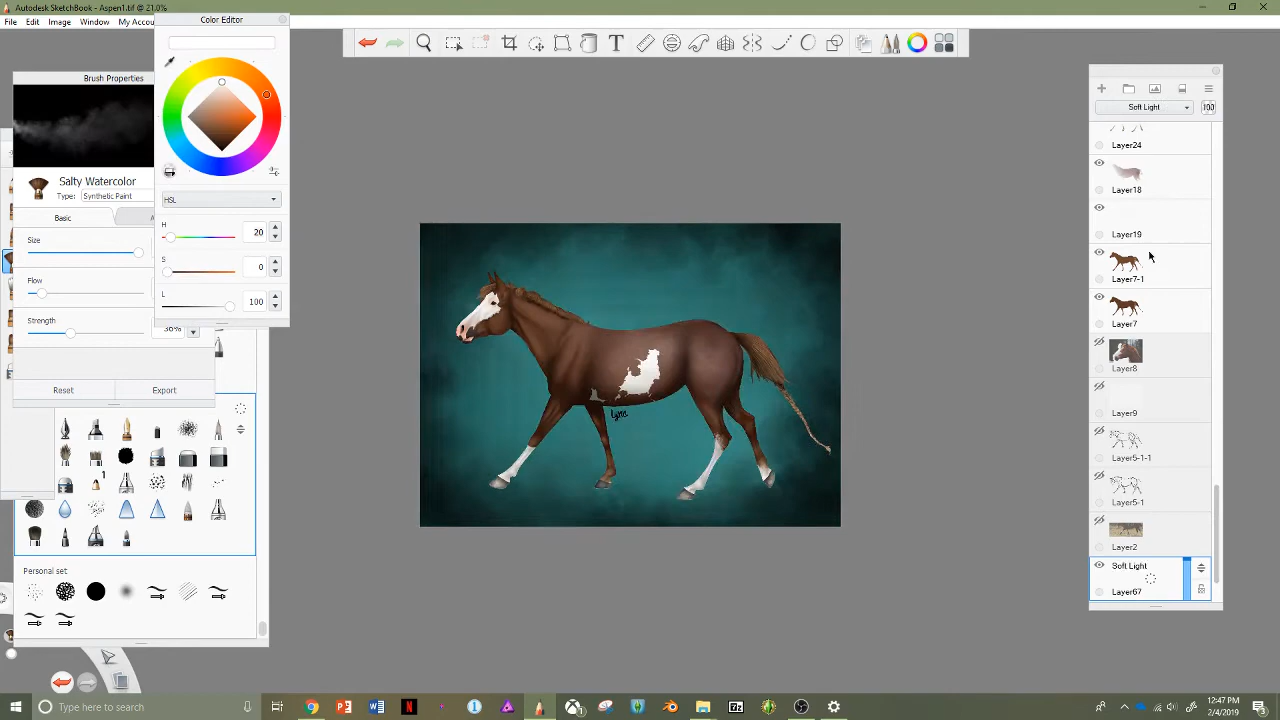 Autodesk SketchBook - Aspen1.tif @ 21.0%
File Edit Image Window My Accou
Color Editor
Brush Properties
Salty Watercolor
Type: Synthetic Paint
Basic
HSL
Size
H 20
Flow
S 0
Strength
L 100
36%
Reset Export
Personal set
Lyra
Soft Light 100
Layer24
Layer18
Layer19
Layer7-1
Layer7
Layer8
Layer9
Layer5-1-1
Layer5-1
Layer2
Soft Light
Layer67
Type here to search
12:47 PM
2/4/2019